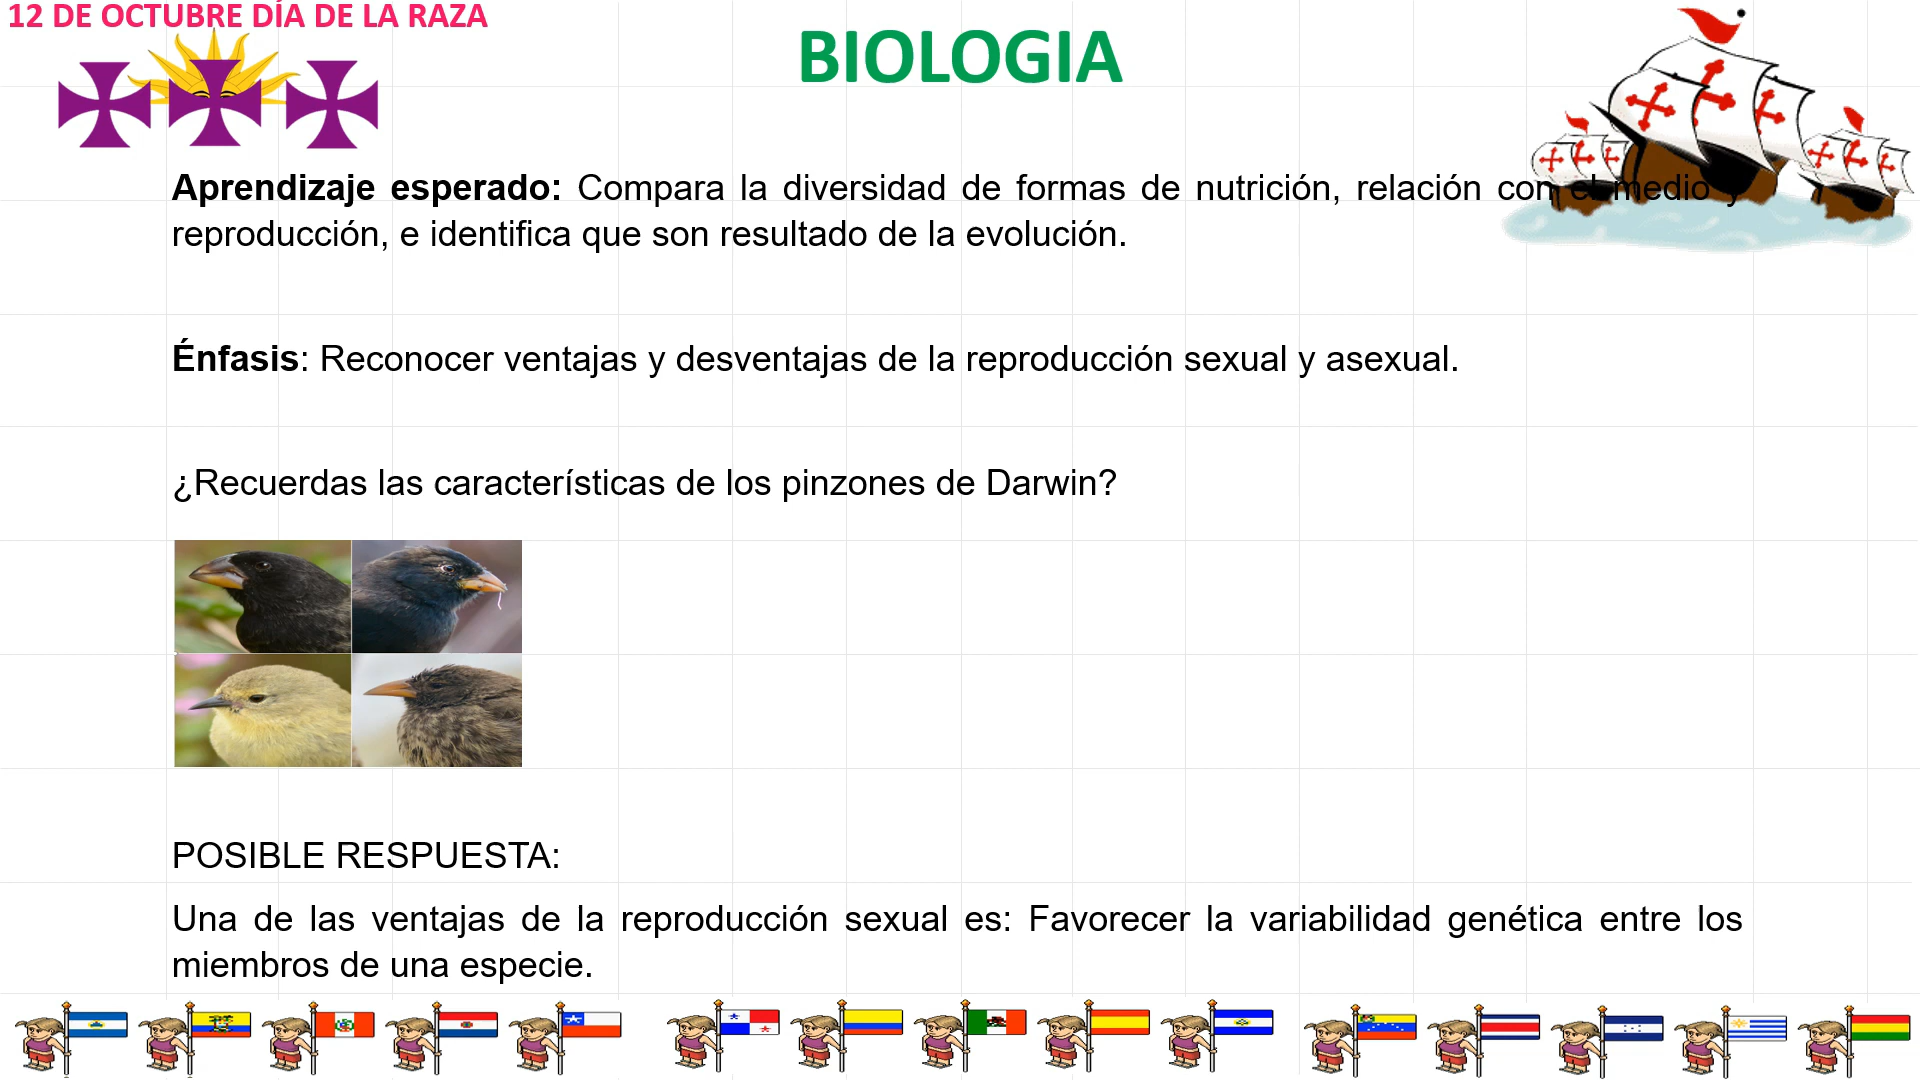 12 DE OCTUBRE DÍA DE LA RAZA
BIOLOGIA
Aprendizaje esperado: Compara la diversidad de formas de nutrición, relación con el medio y
reproducción, e identifica que son resultado de la evolución.
Énfasis: Reconocer ventajas y desventajas de la reproducción sexual y asexual.
¿Recuerdas las características de los pinzones de Darwin?
POSIBLE RESPUESTA:
Una de las ventajas de la reproducción sexual es: Favorecer la variabilidad genética entre los
miembros de una especie.